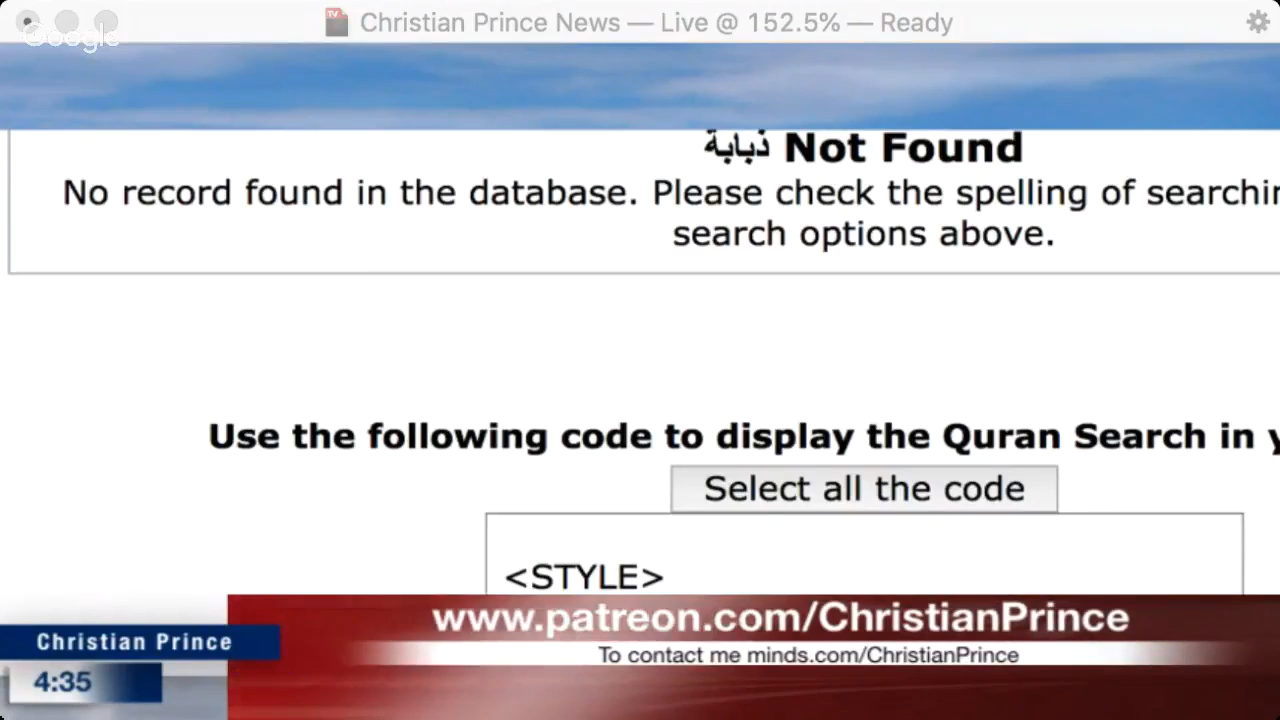 Christian Prince News — Live @ 152.5% — Ready
Google
ذبابة Not Found
No record found in the database. Please check the spelling of
search options above.
Use the following code to display the Quran Search in
Select all the code
<STYLE>
www.patreon.com/ChristianPrince
Christian Prince
To contact me minds.com/ChristianPrince
4:35